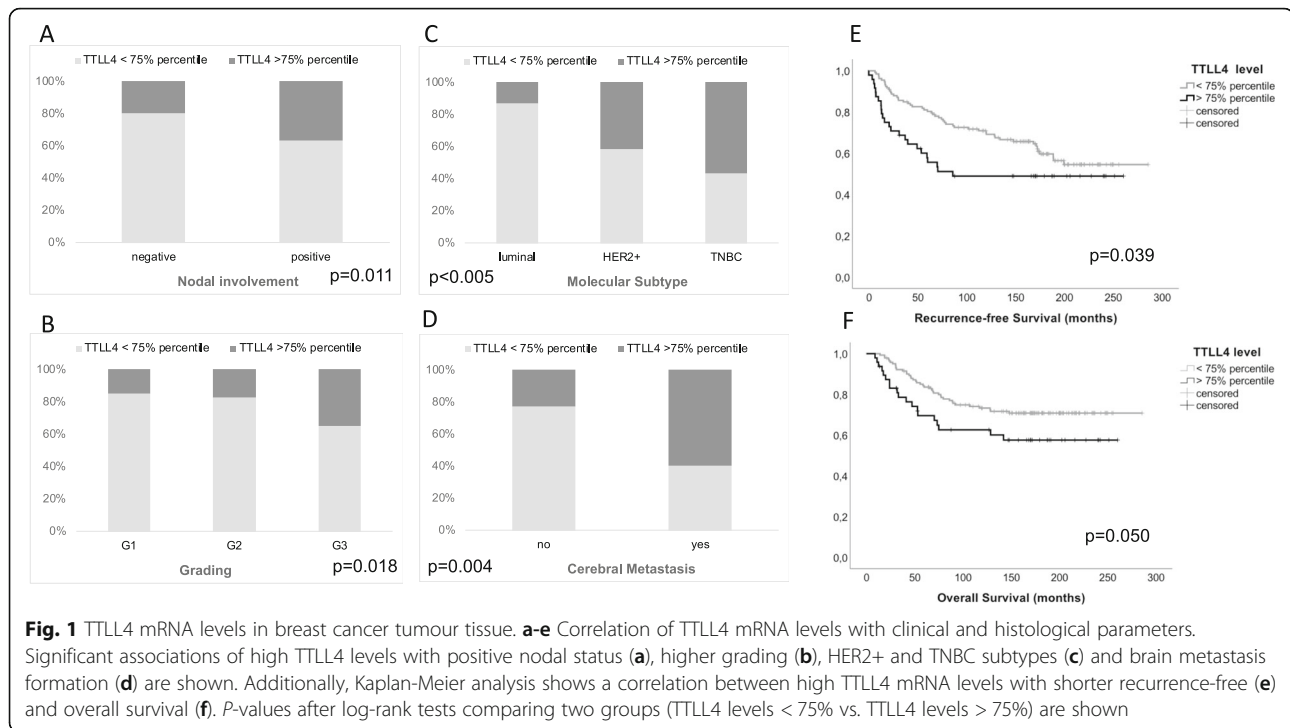 A
TTLL4 < 75% percentile TTLL4 >75% percentile
100%
80%
60%
40%
20%
0%
negative positive
Nodal involvement
p=0.011
B
TTLL4 < 75% percentile TTLL4 >75% percentile
100%
80%
60%
40%
20%
0%
G1 G2 G3
Grading
p=0.018
C
TTLL4 < 75% percentile TTLL4 >75% percentile
100%
80%
60%
40%
20%
0%
luminal HER2+ TNBC
p<0.005
Molecular Subtype
D
TTLL4 < 75% percentile TTLL4 >75% percentile
100%
80%
60%
40%
20%
0%
no yes
p=0.004
Cerebral Metastasis
E
TTLL4 level
< 75% percentile
> 75% percentile
censored
censored
1,0
0,8
0,6
0,4
0,2
0,0
p=0.039
0 50 100 150 200 250 300
Recurrence-free Survival (months)
F
TTLL4 level
< 75% percentile
> 75% percentile
censored
censored
1,0
0,8
0,6
0,4
0,2
0,0
p=0.050
0 50 100 150 200 250 300
Overall Survival (months)
Fig. 1 TTLL4 mRNA levels in breast cancer tumour tissue. a-e Correlation of TTLL4 mRNA levels with clinical and histological parameters.
Significant associations of high TTLL4 levels with positive nodal status (a), higher grading (b), HER2+ and TNBC subtypes (c) and brain metastasis
formation (d) are shown. Additionally, Kaplan-Meier analysis shows a correlation between high TTLL4 mRNA levels with shorter recurrence-free (e)
and overall survival (f). P-values after log-rank tests comparing two groups (TTLL4 levels < 75% vs. TTLL4 levels > 75%) are shown